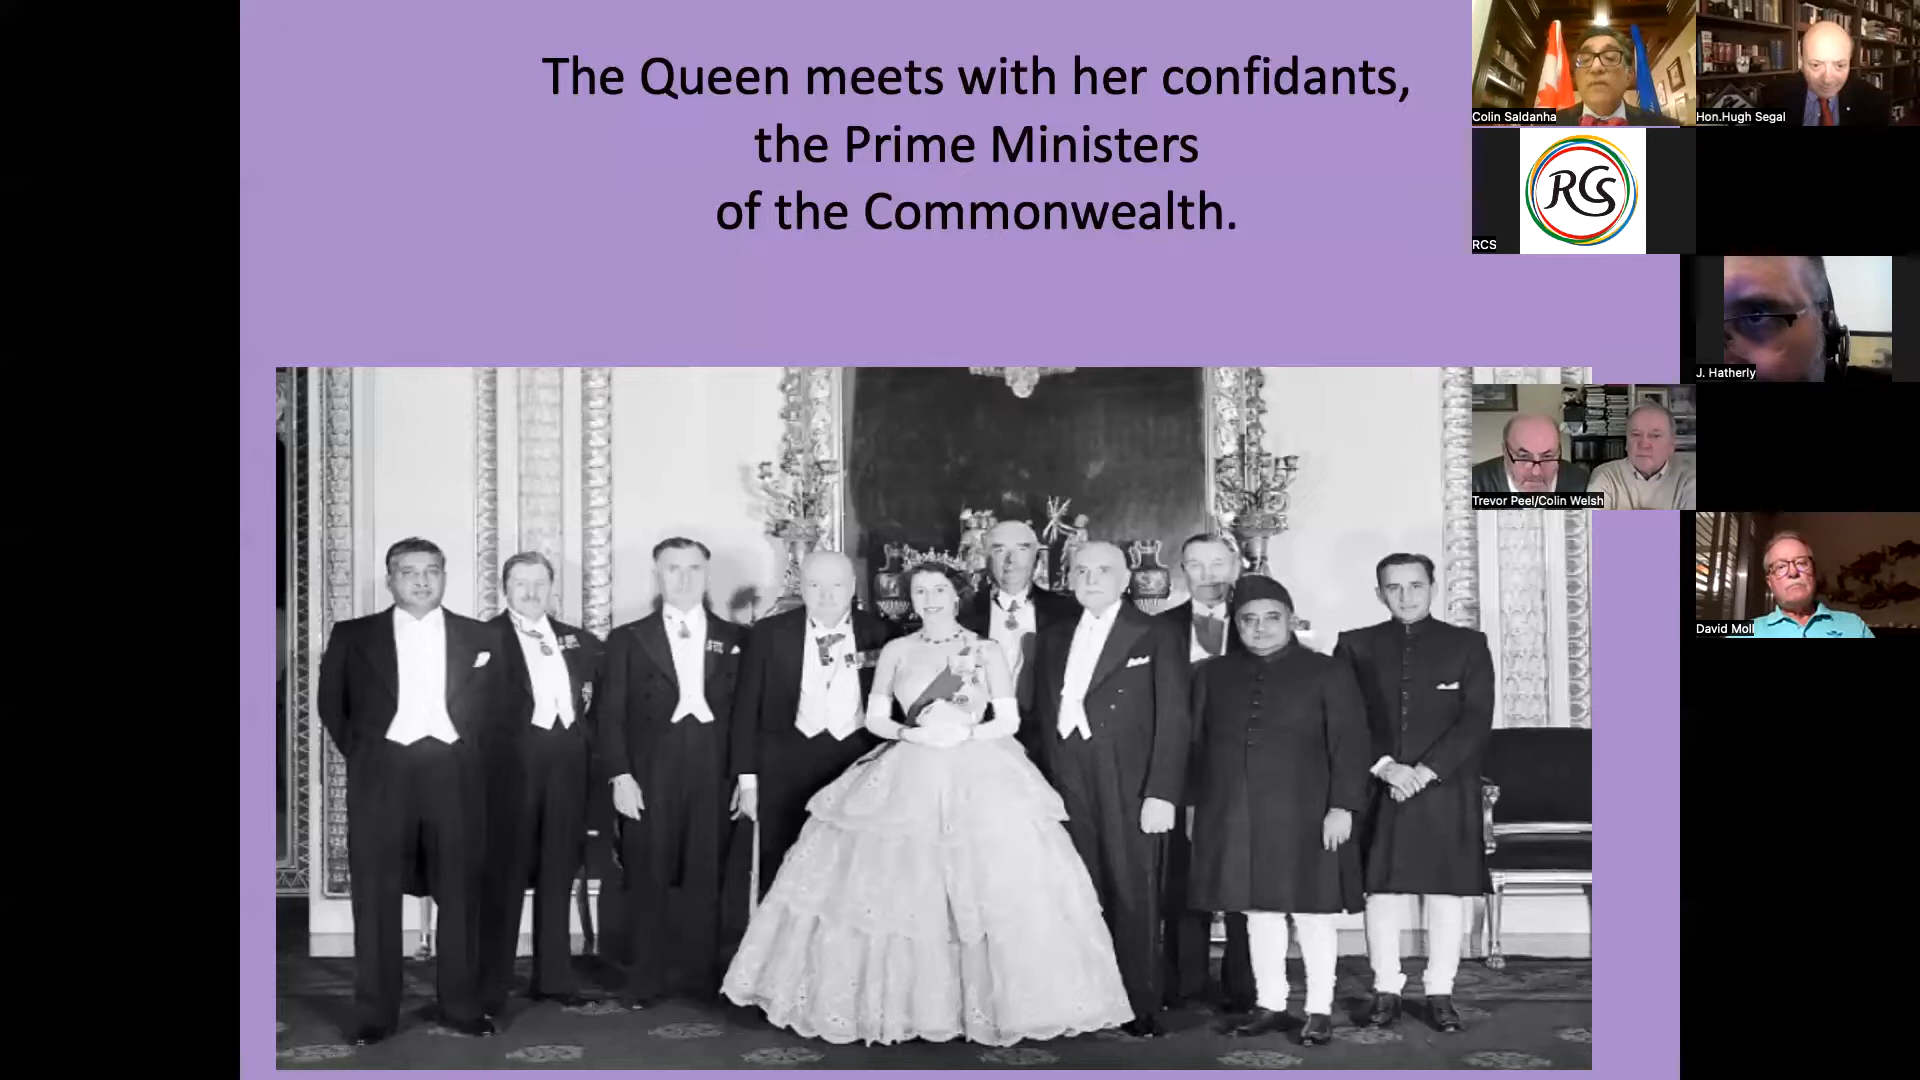 The Queen meets with her confidants,
the Prime Ministers
of the Commonwealth.
Colin Saldanha
Hon.Hugh Segal
RCS
RCS
J. Hatherly
Trevor Peel/Colin Welsh
David Moll